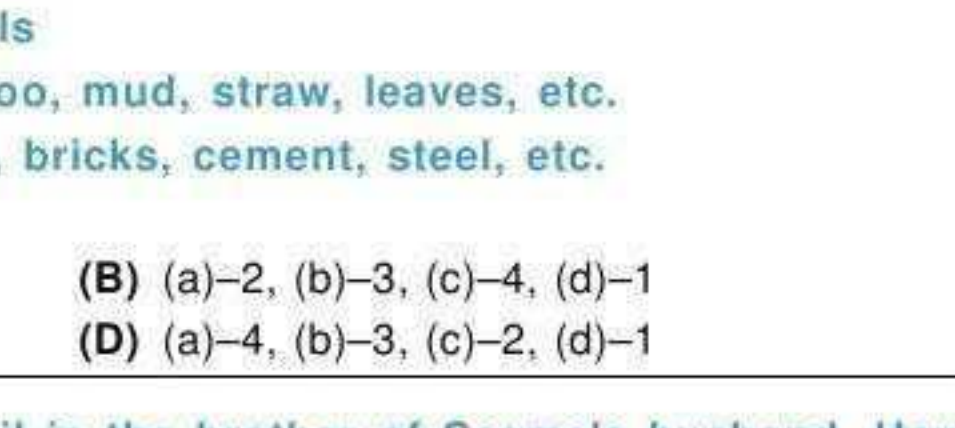 ls
oo, mud, straw, leaves, etc.
, bricks, cement, steel, etc.
(B) (a)–2, (b)–3, (c)–4, (d)–1
(D) (a)–4, (b)–3, (c)–2, (d)–1